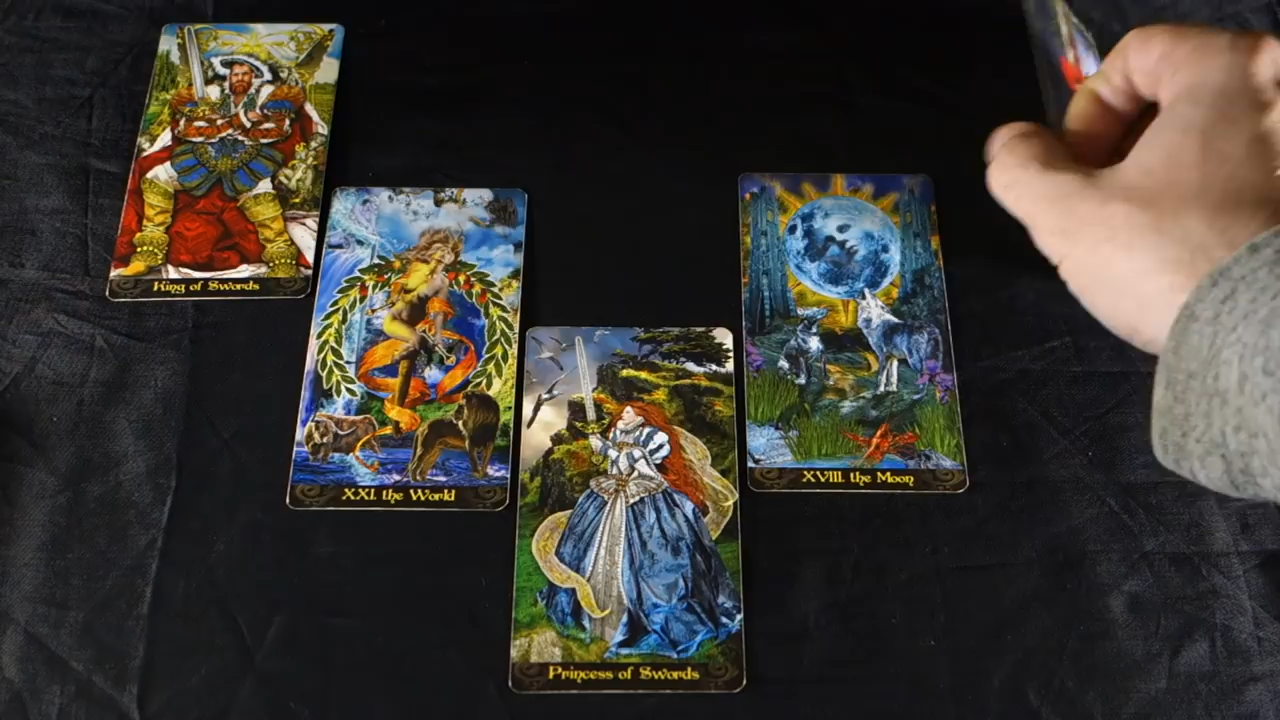 King of Swords
XXI. the World
Princess of Swords
XVIII. the Moon